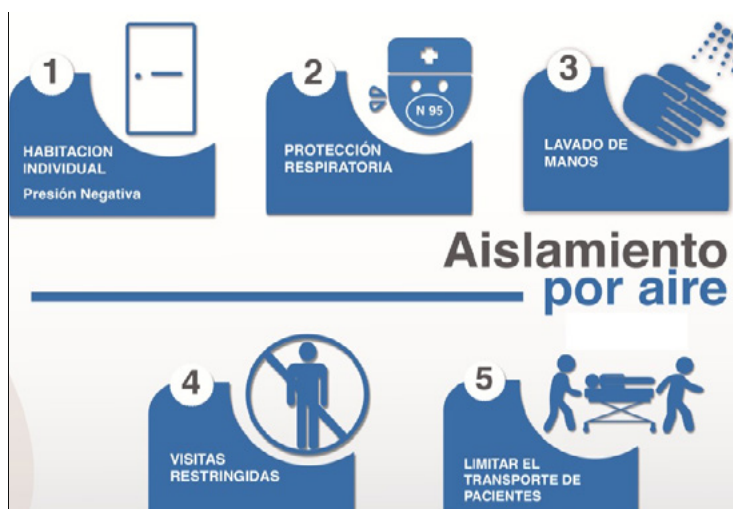 1
HABITACION
INDIVIDUAL
Presión Negativa
2
N 95
PROTECCIÓN
RESPIRATORIA
3
LAVADO DE
MANOS
Aislamiento
por aire
4
VISITAS
RESTRINGIDAS
5
LIMITAR EL
TRANSPORTE DE
PACIENTES